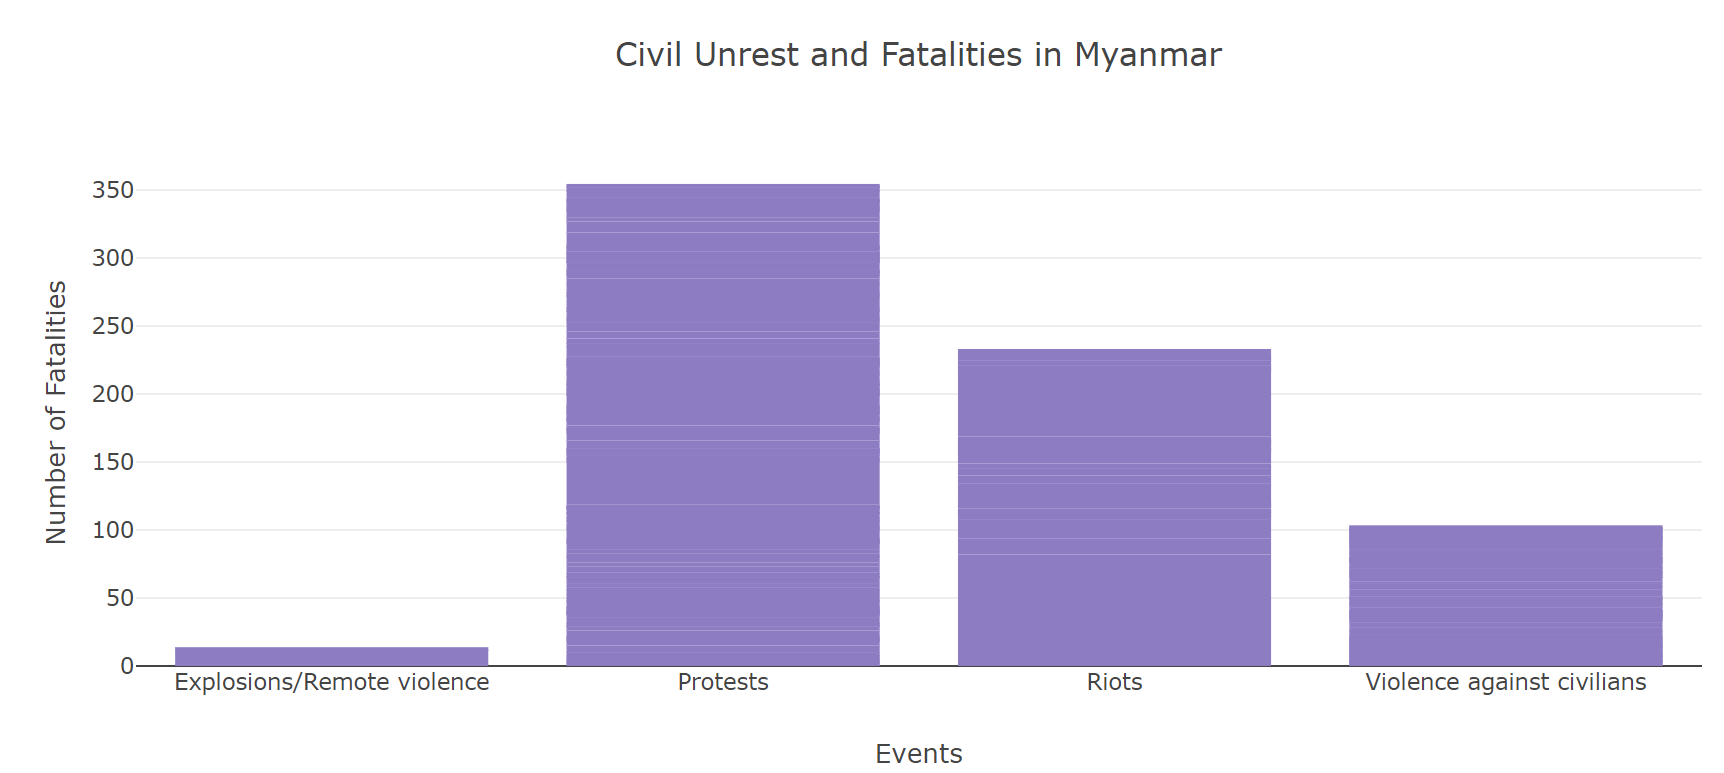 Civil Unrest and Fatalities in Myanmar
Number of Fatalities
350
300
250
200
150
100
50
0
Explosions/Remote violence
Protests
Riots
Violence against civilians
Events